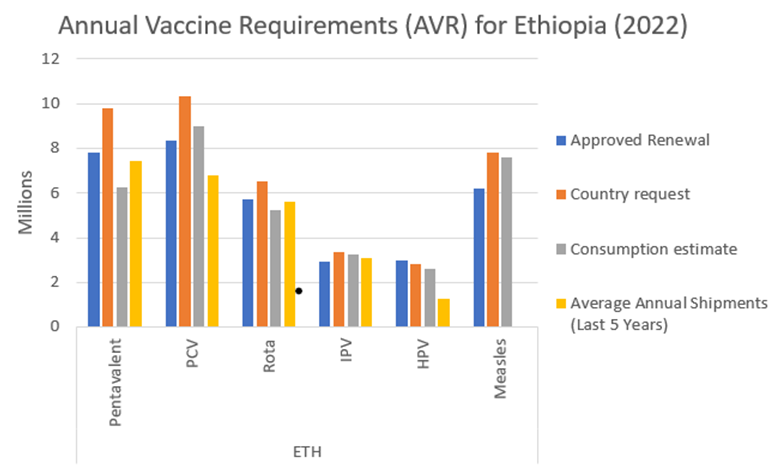 Annual Vaccine Requirements (AVR) for Ethiopia (2022)
12
10
8
6
4
2
0
Millions
Pentavalent
PCV
Rota
IPV
HPV
Measles
ETH
Approved Renewal
Country request
Consumption estimate
Average Annual Shipments
(Last 5 Years)